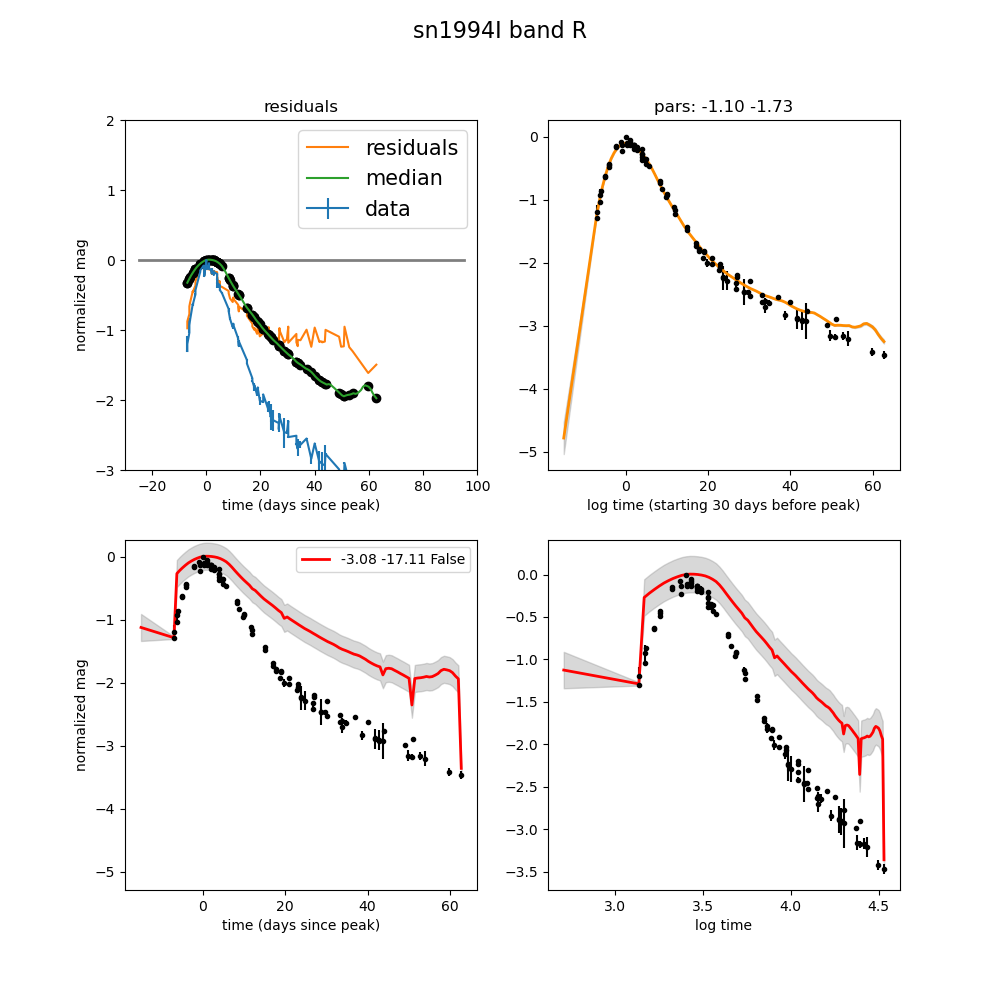 sn1994I band R
residuals
2
1
0
−1
−2
−3
normalized mag
−20 0 20 40 60 80 100
time (days since peak)
residuals
median
data
pars: -1.10 -1.73
0
−1
−2
−3
−4
−5
0 20 40 60
log time (starting 30 days before peak)
0
−1
−2
−3
−4
−5
normalized mag
0 20 40 60
time (days since peak)
-3.08 -17.11 False
0.0
−0.5
−1.0
−1.5
−2.0
−2.5
−3.0
−3.5
3.0 3.5 4.0 4.5
log time